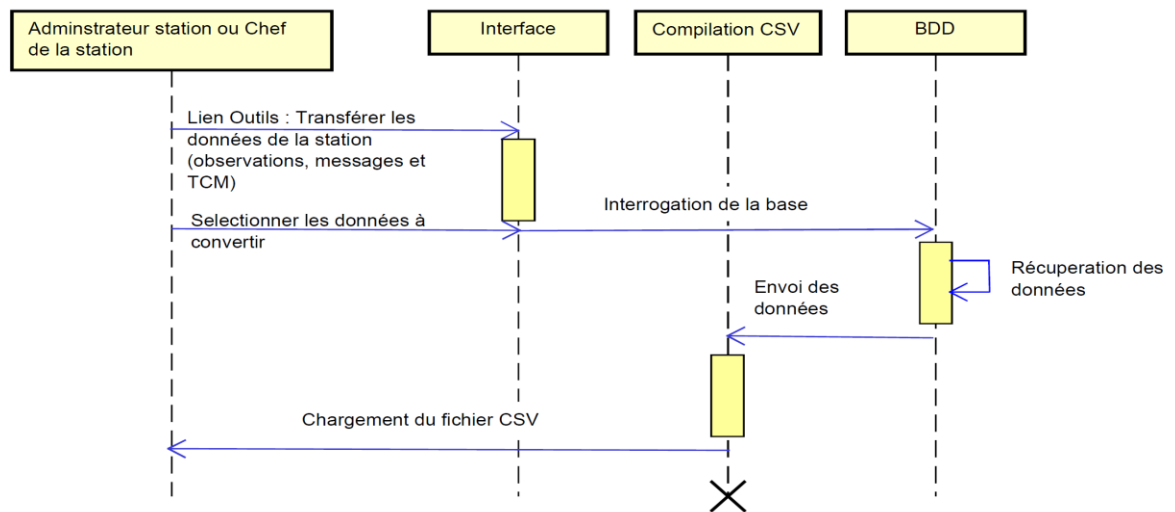 Adminstrateur station ou Chef
de la station
Interface
Compilation CSV
BDD
Lien Outils : Transférer les
données de la station
(observations, messages et
TCM)
Selectionner les données à
convertir
Interrogation de la base
Récuperation des
données
Envoi des
données
Chargement du fichier CSV